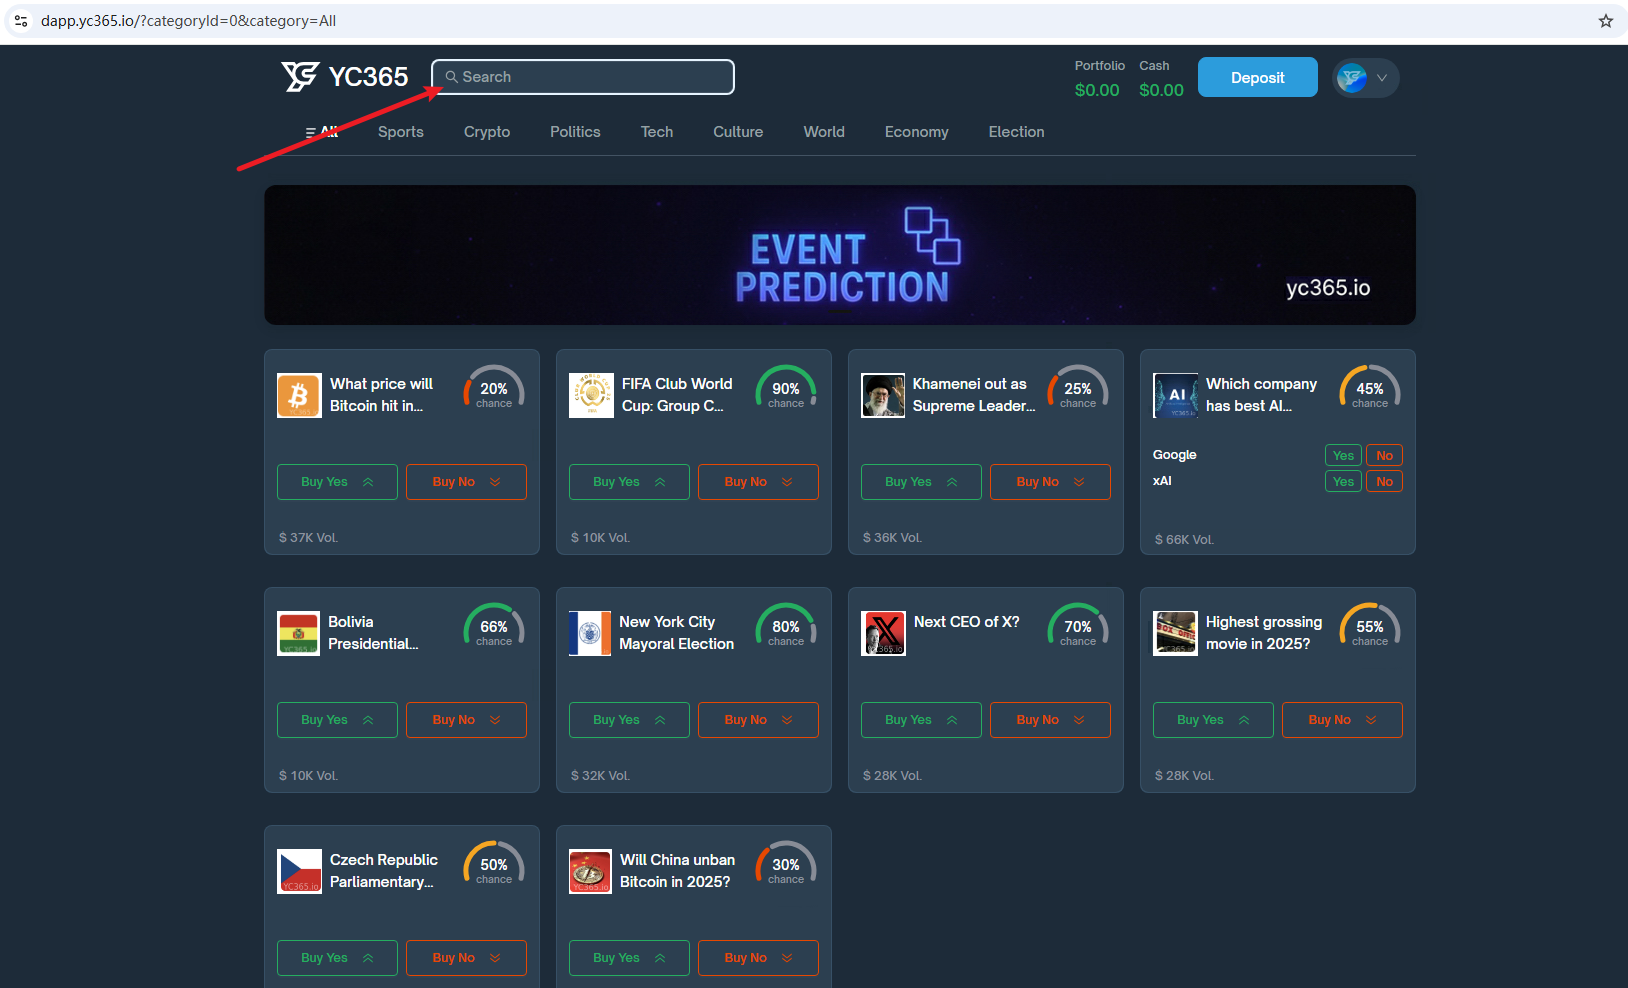 dapp.yc365.io/?categoryId=0&category=All
YC365
Search
Portfolio
Cash
$0.00
$0.00
Deposit
All
Sports
Crypto
Politics
Tech
Culture
World
Economy
Election
EVENT
PREDICTION
yc365.io
What price will
Bitcoin hit in...
20%
chance
Buy Yes
Buy No
$ 37K Vol.
FIFA Club World
Cup: Group C...
90%
chance
Buy Yes
Buy No
$ 10K Vol.
Khamenei out as
Supreme Leader...
25%
chance
Buy Yes
Buy No
$ 36K Vol.
AI
Which company
has best AI...
45%
chance
Google
Yes
No
xAI
Yes
No
$ 66K Vol.
Bolivia
Presidential...
66%
chance
Buy Yes
Buy No
$ 10K Vol.
New York City
Mayoral Election
80%
chance
Buy Yes
Buy No
$ 32K Vol.
Next CEO of X?
70%
chance
Buy Yes
Buy No
$ 28K Vol.
Highest grossing
movie in 2025?
55%
chance
Buy Yes
Buy No
$ 28K Vol.
YC365.io
Czech Republic
Parliamentary...
50%
chance
Buy Yes
Buy No
YC365.io
Will China unban
Bitcoin in 2025?
30%
chance
Buy Yes
Buy No